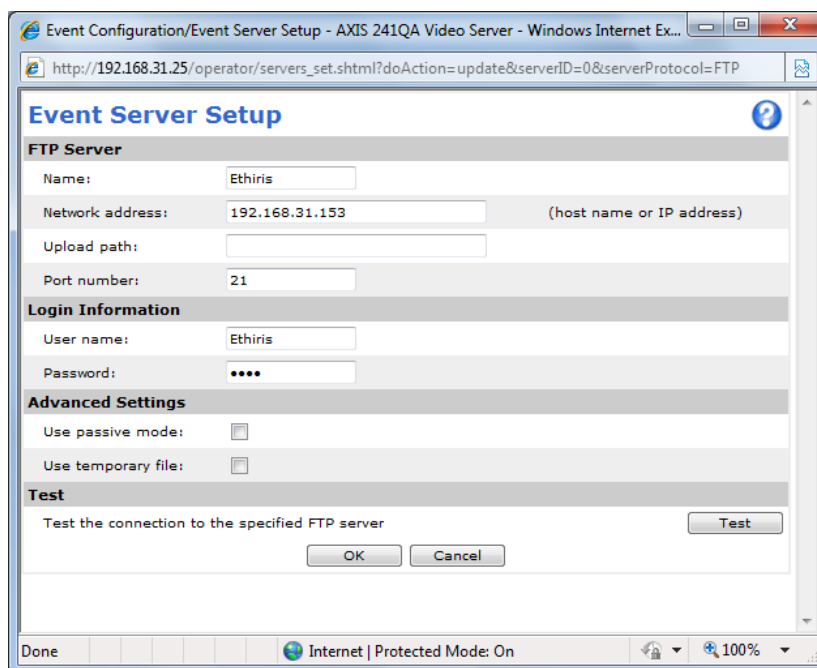 Event Configuration/Event Server Setup - AXIS 241QA Video Server - Windows Internet Ex...
http://192.168.31.25/operator/servers_set.shtml?doAction=update&serverID=0&serverProtocol=FTP
Event Server Setup
FTP Server
Name: Ethiris
Network address: 192.168.31.153 (host name or IP address)
Upload path:
Port number: 21
Login Information
User name: Ethiris
Password: ••••
Advanced Settings
Use passive mode:
Use temporary file:
Test
Test the connection to the specified FTP server Test
OK Cancel
Done Internet | Protected Mode: On 100%